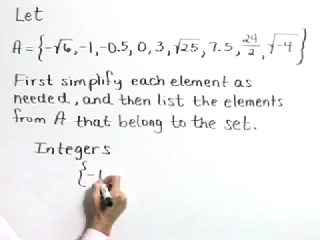 Let
A = {-√6, -1, -0.5, 0, 3, √25, 7.5, 24/2, √-4}
First simplify each element as
needed, and then list the elements
from A that belong to the set.
Integers
{-1